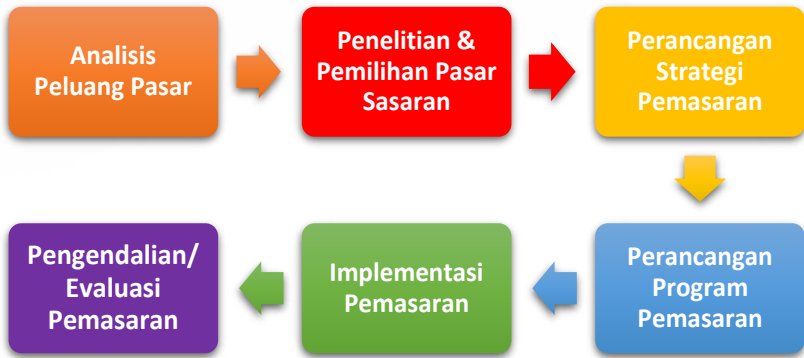 Analisis
Peluang Pasar
Penelitian &
Pemilihan Pasar
Sasaran
Perancangan
Strategi
Pemasaran
Perancangan
Program
Pemasaran
Implementasi
Pemasaran
Pengendalian/
Evaluasi
Pemasaran